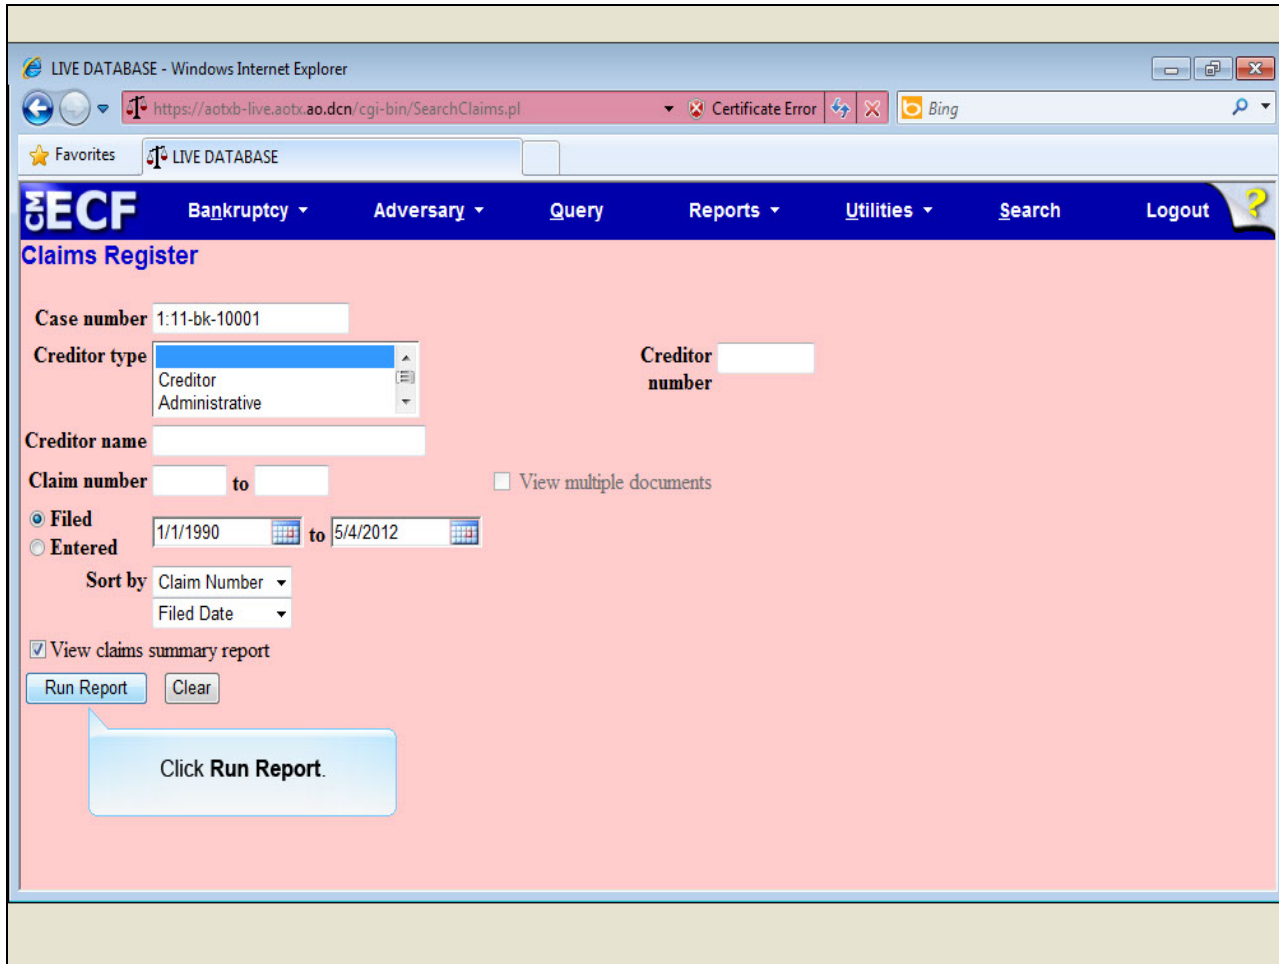 LIVE DATABASE - Windows Internet Explorer
https://aotxb-live.aotx.ao.dcn/cgi-bin/SearchClaims.pl Certificate Error Bing
Favorites LIVE DATABASE
CM ECF Bankruptcy Adversary Query Reports Utilities Search Logout ?
Claims Register
Case number 1:11-bk-10001
Creditor type Creditor number
Creditor
Administrative
Creditor name
Claim number to View multiple documents
Filed
Entered
1/1/1990 to 5/4/2012
Sort by Claim Number
Filed Date
View claims summary report
Run Report Clear
Click Run Report.